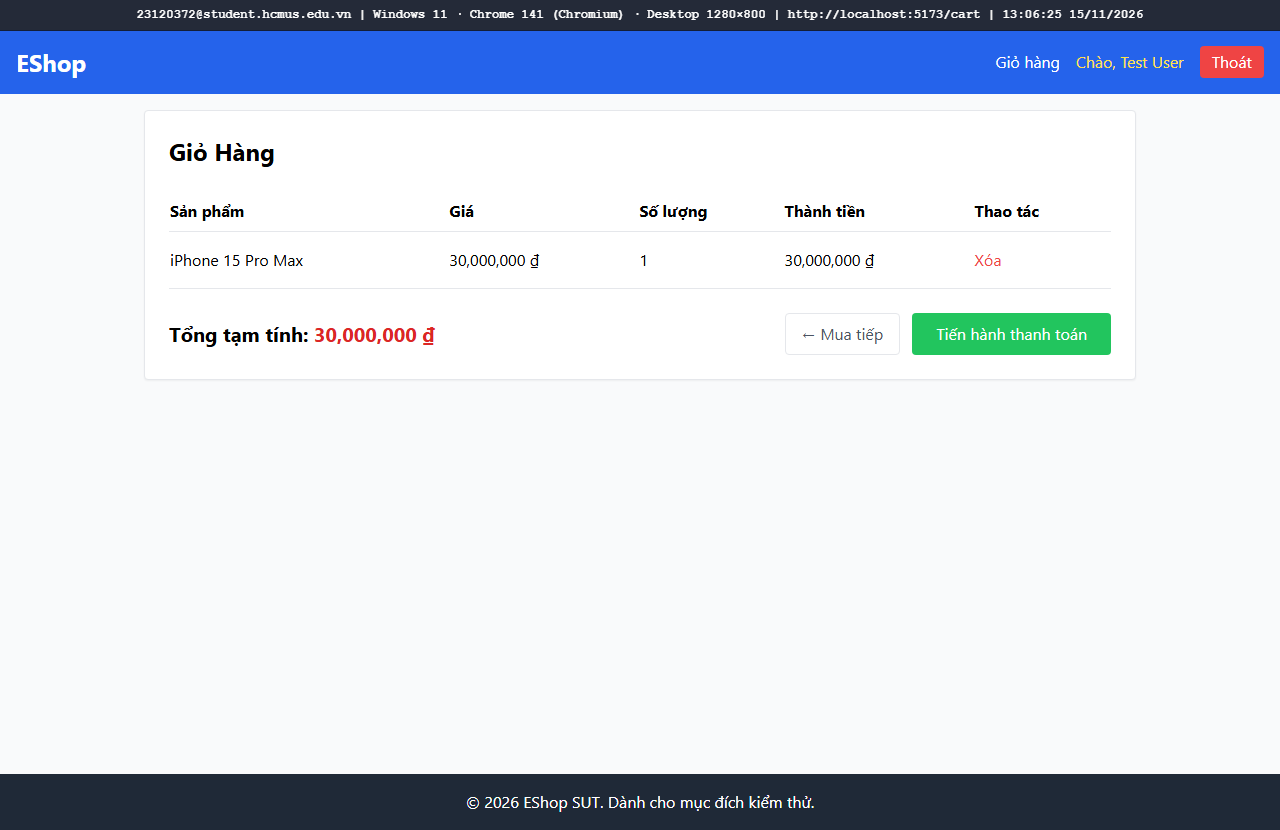 23120372@student.hcmus.edu.vn | Windows 11 · Chrome 141 (Chromium) · Desktop 1280×800 | http://localhost:5173/cart | 13:06:25 15/11/2026
EShop Giỏ hàng Chào, Test User Thoát
Giỏ Hàng
Sản phẩm Giá Số lượng Thành tiền Thao tác
iPhone 15 Pro Max 30,000,000 ₫ 1 30,000,000 ₫ Xóa
Tổng tạm tính: 30,000,000 ₫ ← Mua tiếp Tiến hành thanh toán
© 2026 EShop SUT. Dành cho mục đích kiểm thử.